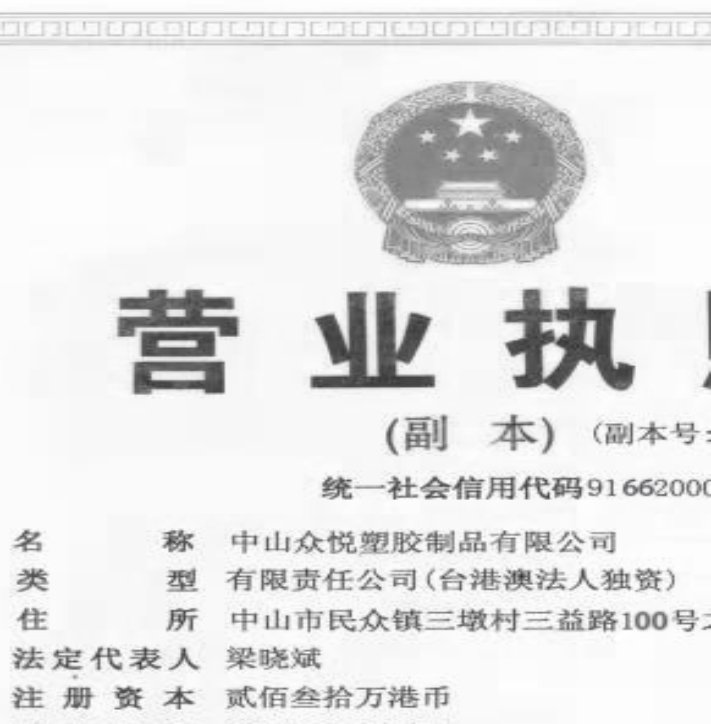 营业执
(副 本) (副本号:
统一社会信用代码91662000
名 称 中山众悦塑胶制品有限公司
类 型 有限责任公司(台港澳法人独资)
住 所 中山市民众镇三墩村三益路100号
法定代表人 梁晓斌
注 册 资 本 贰佰叁拾万港币